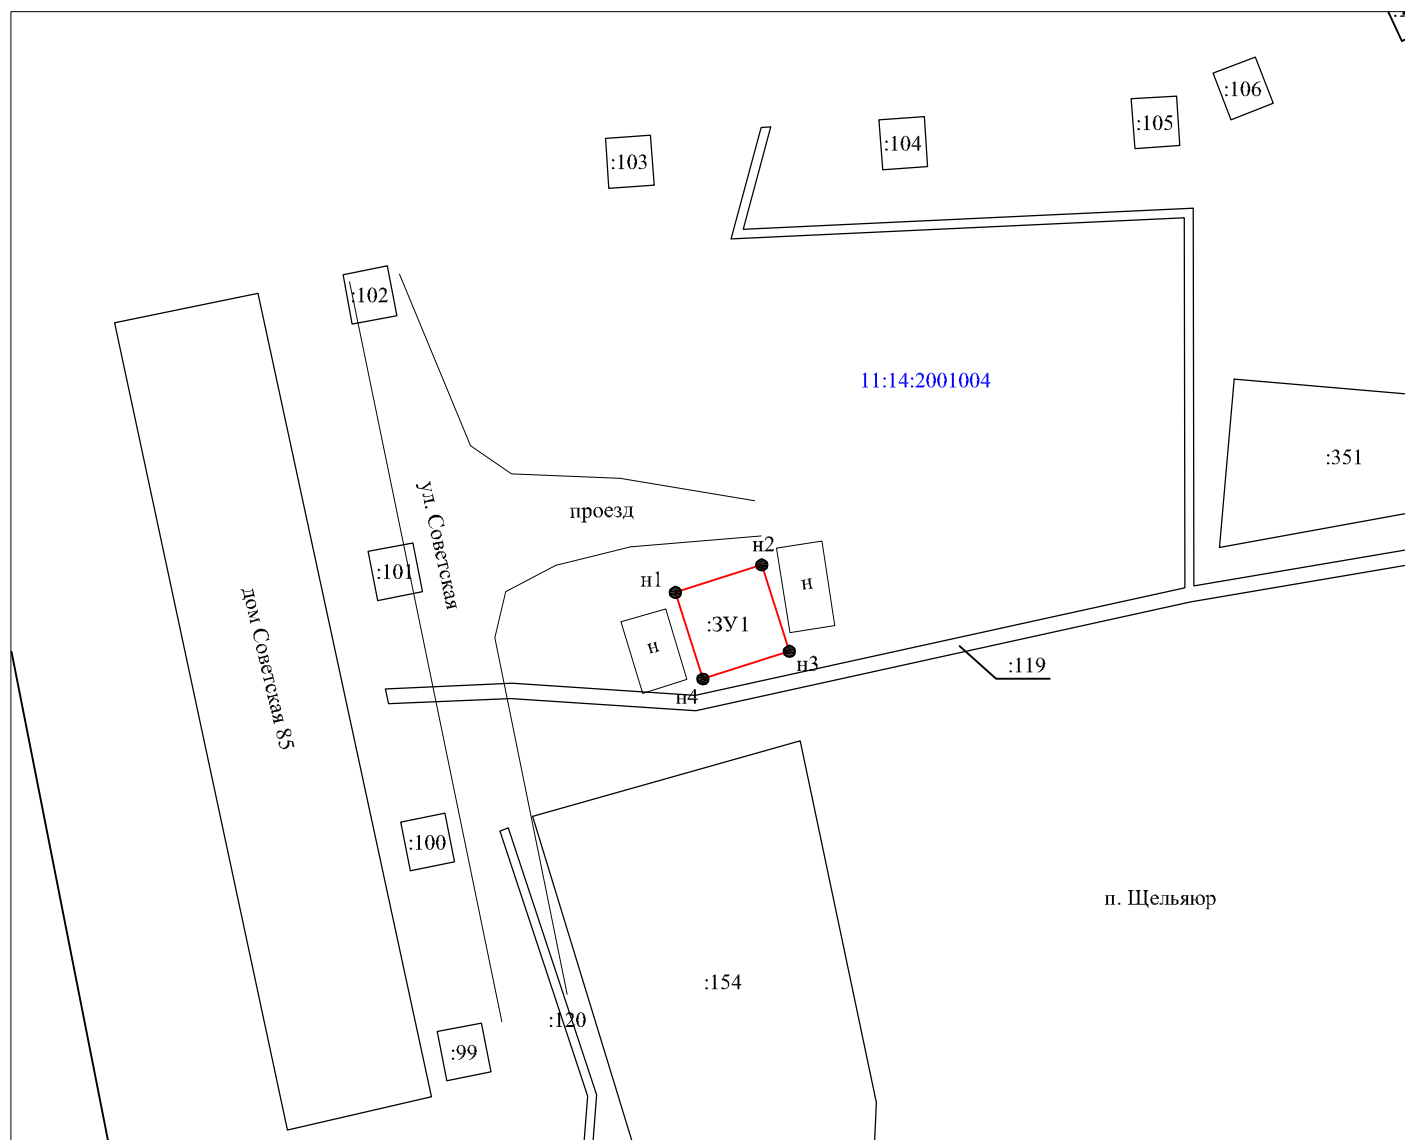 :106
:105
:104
:103
:102
11:14:2001004
:351
проезд
ул. Советская
н2
:101
н1
н
:ЗУ1
н
н3
:119
дом Советская 85
н4
:100
п. Щельяюр
:154
:120
:99